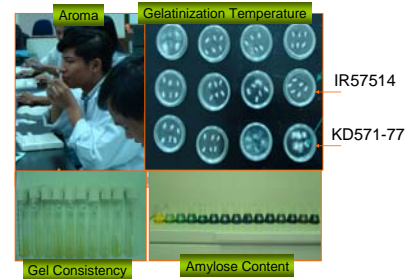 Aroma
Gelatinization Temperature
IR57514
KD571-77
Gel Consistency
Amylose Content